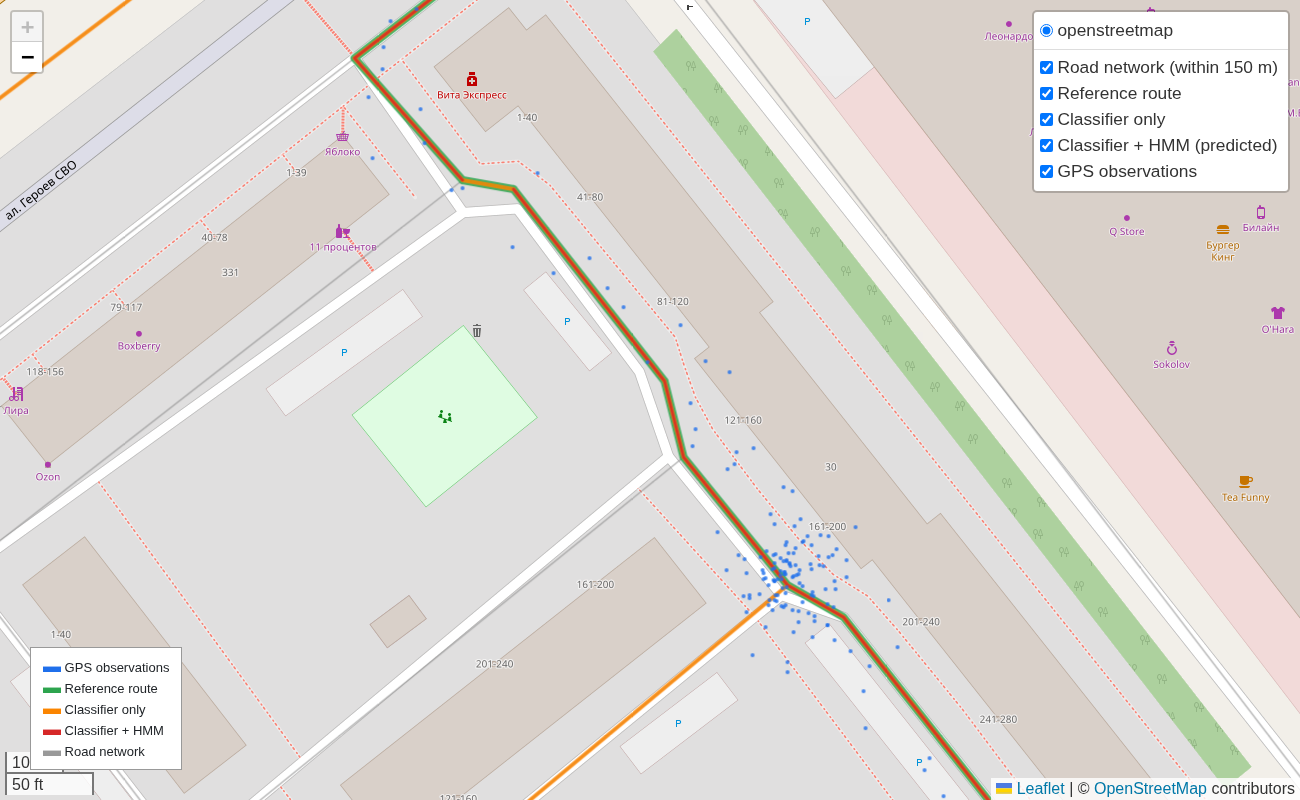 +
−
openstreetmap
Road network (within 150 m)
Reference route
Classifier only
Classifier + HMM (predicted)
GPS observations
P
Леонардо
Вита Экспресс
1-40
Яблоко
1-39
ал. Героев СВО
41-80
40-78
11 процентов
331
Q Store
Билайн
Бургер
Кинг
79-117
81-120
Boxberry
P
P
O'Hara
Sokolov
118-156
Лира
121-160
30
Ozon
Tea Funny
161-200
161-200
1-40
201-240
201-240
P
241-280
P
121-160
GPS observations
Reference route
Classifier only
Classifier + HMM
Road network
10
50 ft
Leaflet | © OpenStreetMap contributors